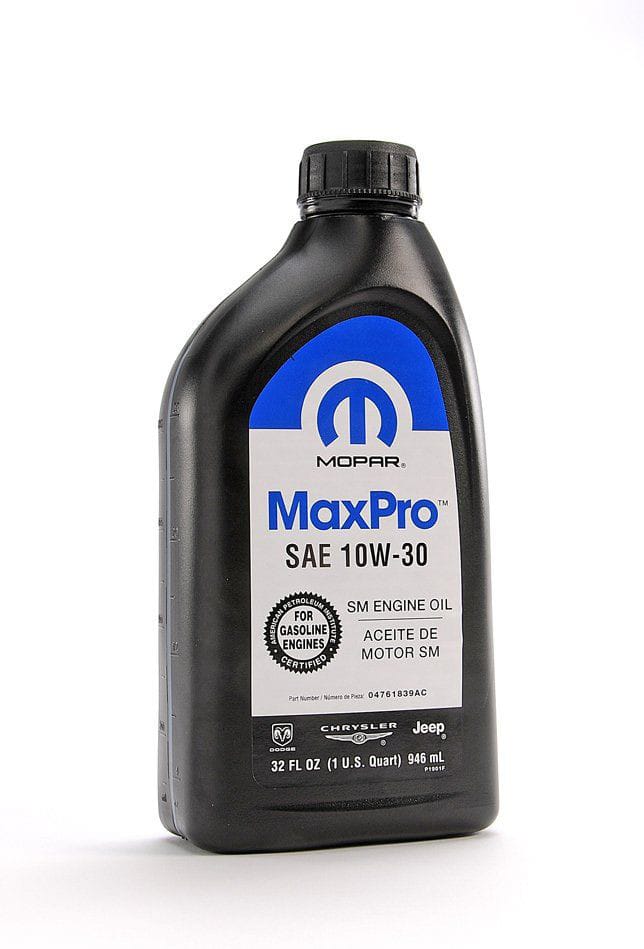 MOPAR®
MaxPro™
SAE 10W-30
AMERICAN PETROLEUM INSTITUTE
FOR
GASOLINE
ENGINES
CERTIFIED
SM ENGINE OIL
ACEITE DE
MOTOR SM
Part Number / Número de Pieza: 04761839AC
DODGE
CHRYSLER
®
Jeep®
32 FL OZ (1 U.S. Quart) 946 mL
P1901F